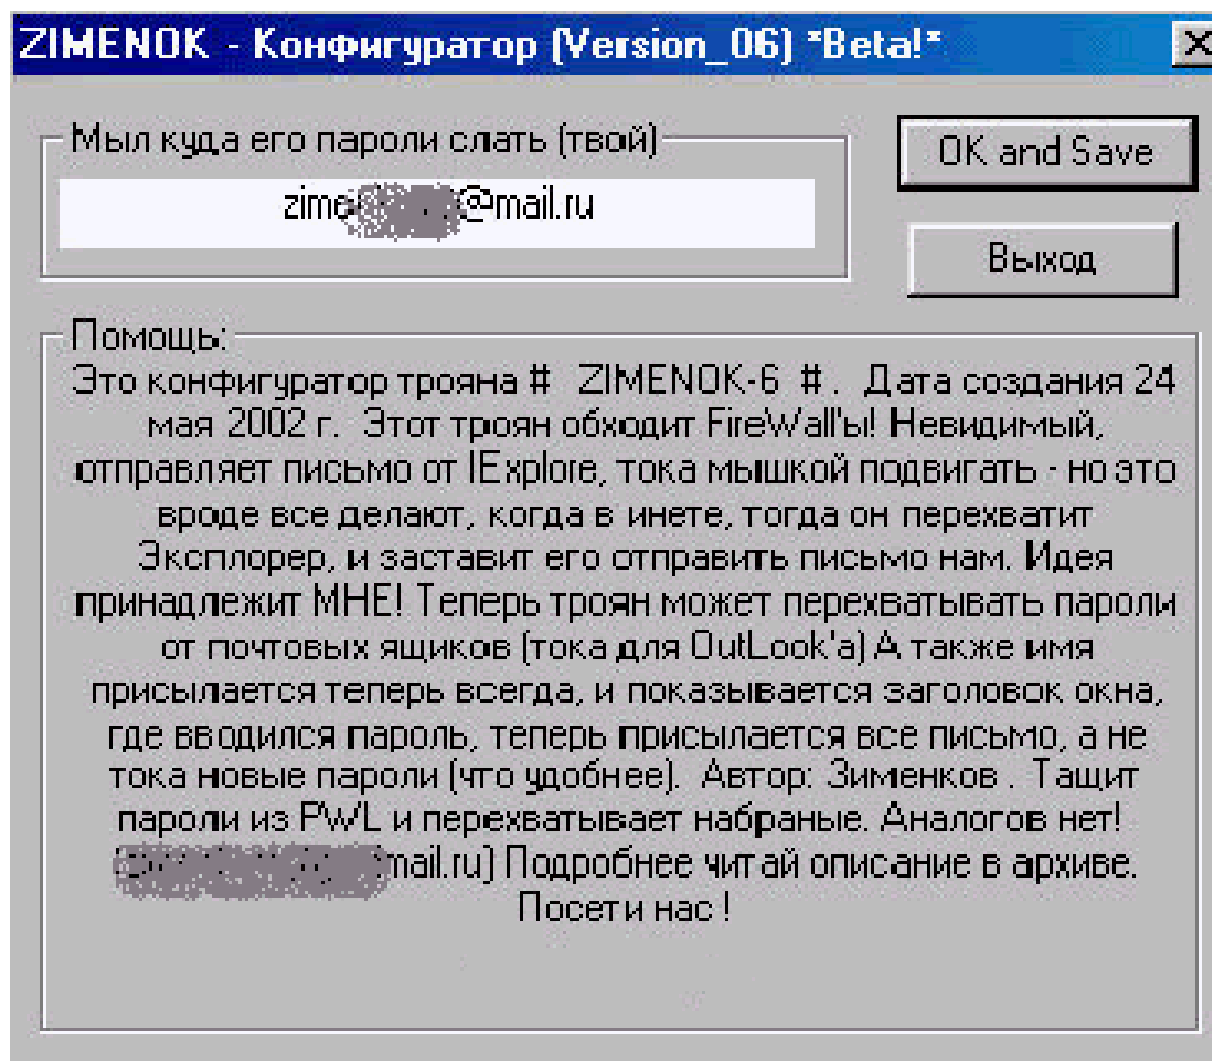 ZIMENOK - Конфигуратор (Version_06) *Beta!*
Мыл куда его пароли слать (твой)
@mail.ru
OK and Save
Выход
Помощь:
Это конфигуратор трояна # ZIMENOK-6 #. Дата создания 24
мая 2002 г. Этот троян обходит FireWall'ы! Невидимый,
отправляет письмо от IExplore, тока мышкой подвигать - но это
вроде все делают, когда в инете, тогда он перехватит
Эксплорер, и заставит его отправить письмо нам. Идея
принадлежит МНЕ! Теперь троян может перехватывать пароли
от почтовых ящиков (тока для OutLook'а) А также имя
присылается теперь всегда, и показывается заголовок окна,
где вводился пароль, теперь присылается все письмо, а не
тока новые пароли (что удобнее). Автор: Зименков . Тащит
пароли из PWL и перехватывает набраные. Аналогов нет!
mail.ru] Подробнее читай описание в архиве.
Посети нас !